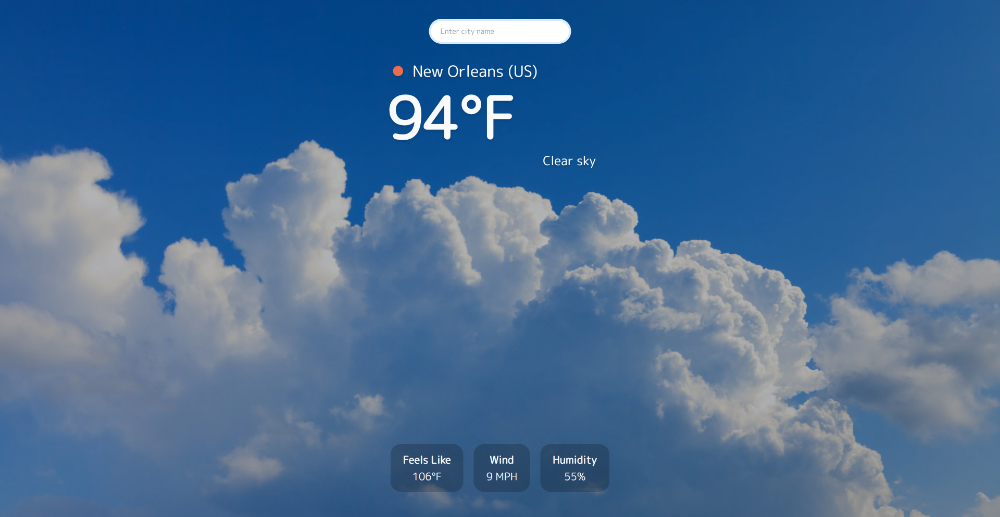 Enter city name
New Orleans (US)
94°F
Clear sky
Feels Like
106°F
Wind
9 MPH
Humidity
55%